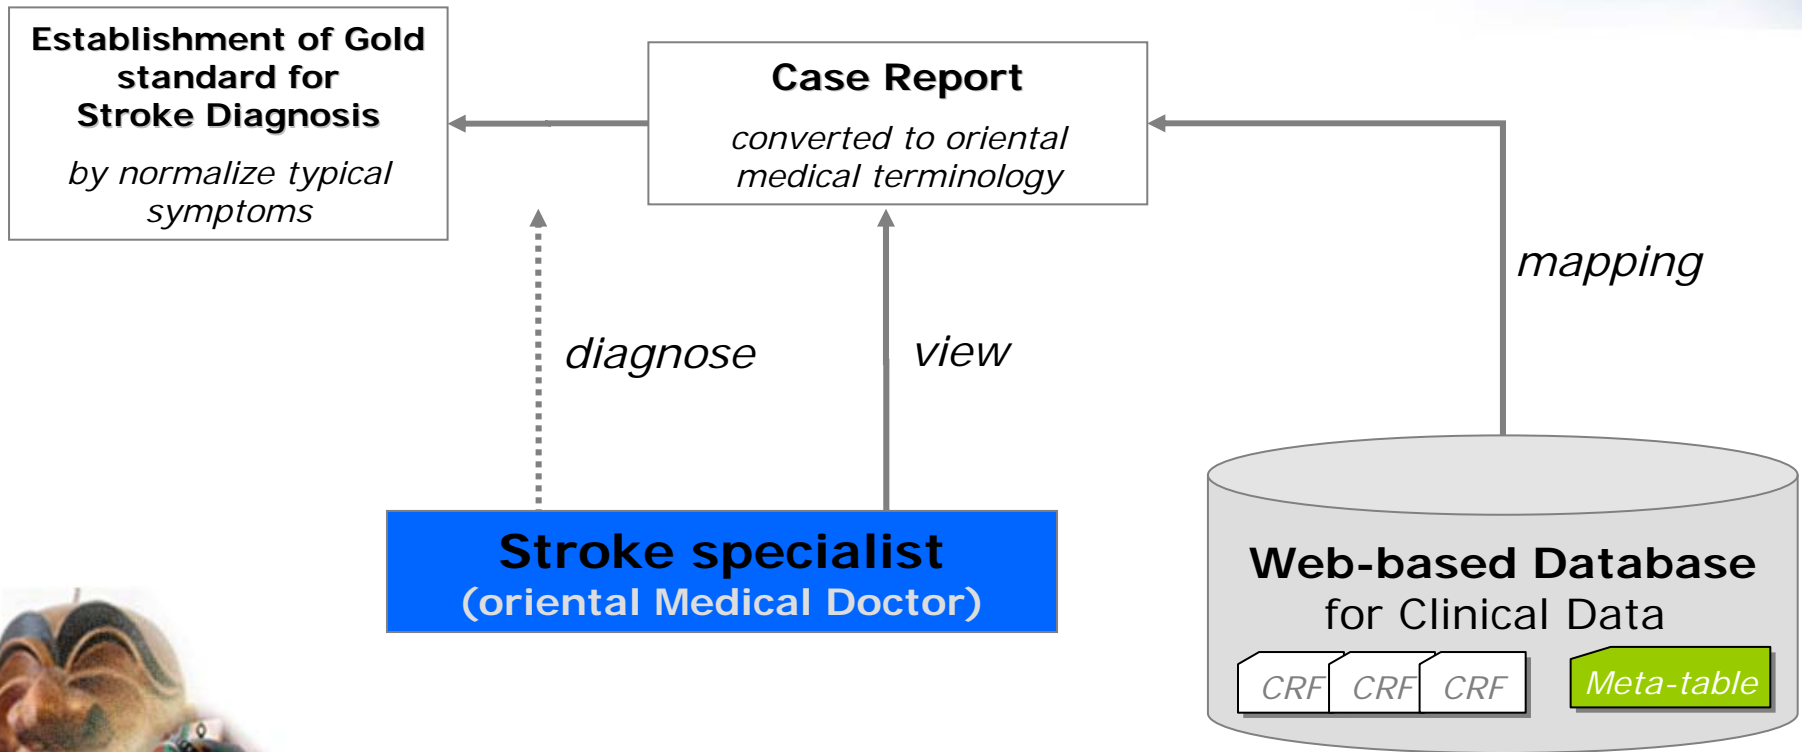 Establishment of Gold
standard for
Stroke Diagnosis
by normalize typical
symptoms
Case Report
converted to oriental
medical terminology
mapping
diagnose
view
Stroke specialist
(oriental Medical Doctor)
Web-based Database
for Clinical Data
CRF CRF CRF
Meta-table